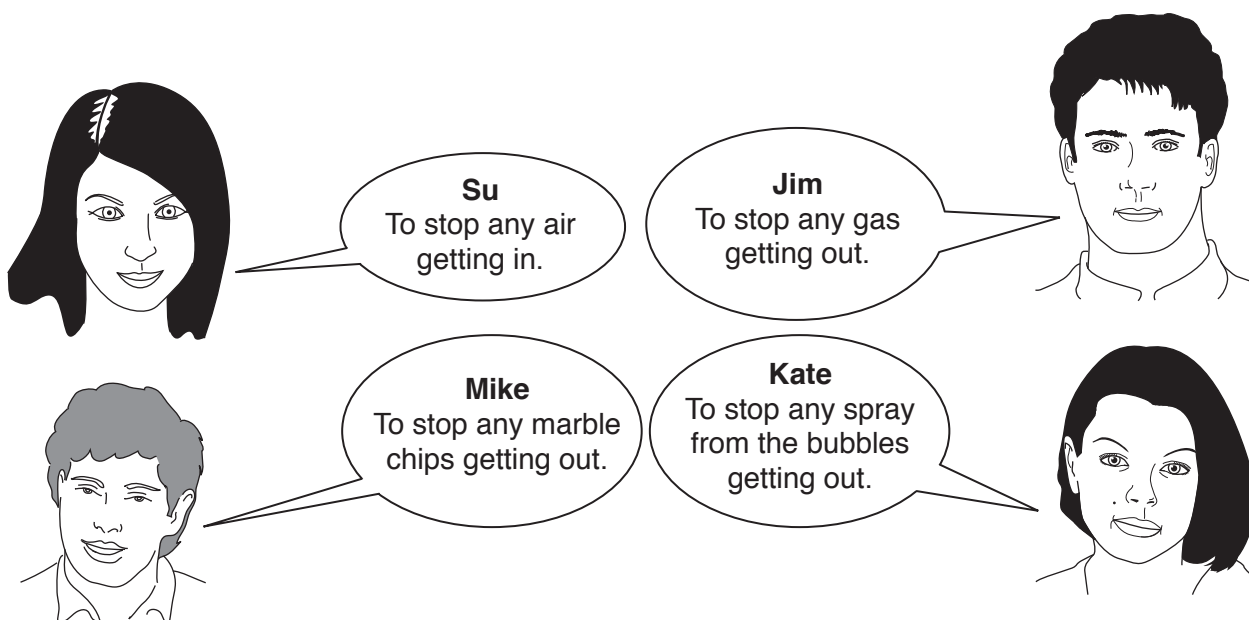 Su
To stop any air
getting in.
Jim
To stop any gas
getting out.
Mike
To stop any marble
chips getting out.
Kate
To stop any spray
from the bubbles
getting out.